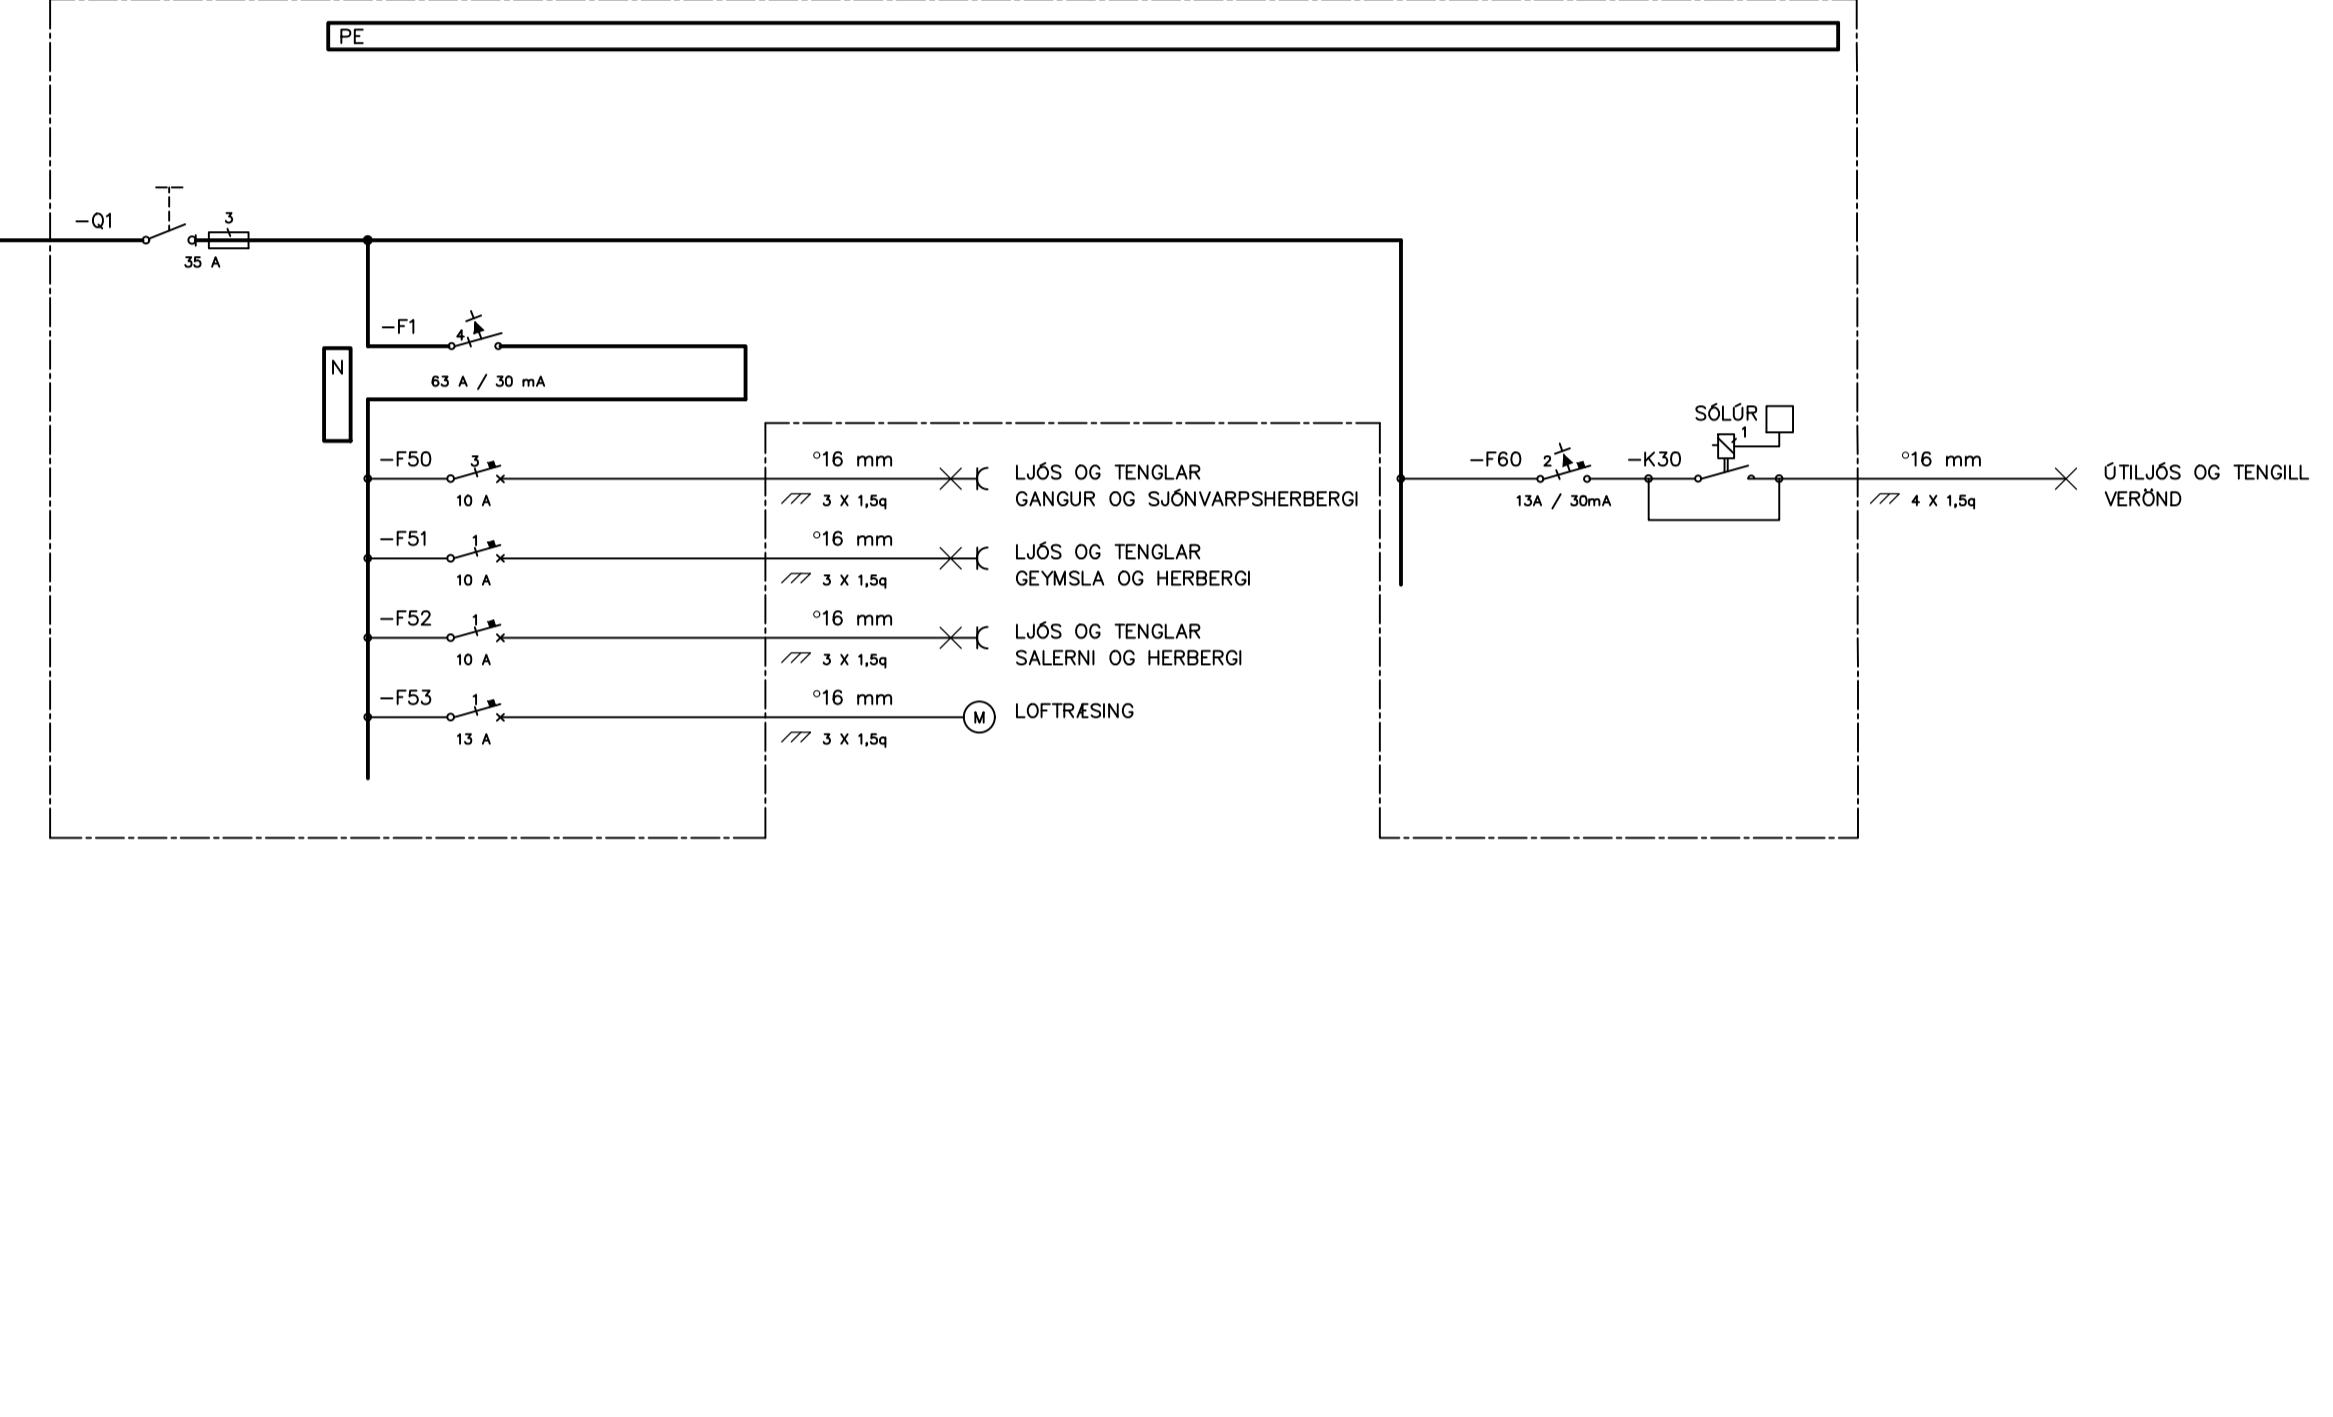 PE
-Q1
3
35 A
-F1
4
63 A / 30 mA
N
-F50
3
10 A
°16 mm
3 X 1,5q
LJÓS OG TENGLAR
GANGUR OG SJÓNVARPSHERBERGI
-F51
1
10 A
°16 mm
3 X 1,5q
LJÓS OG TENGLAR
GEYMSLA OG HERBERGI
-F52
1
10 A
°16 mm
3 X 1,5q
LJÓS OG TENGLAR
SALERNI OG HERBERGI
-F53
1
13 A
°16 mm
3 X 1,5q
M
LOFTRÆSING
-F60
2
13A / 30mA
-K30
SÓLÚR
1
°16 mm
4 X 1,5q
ÚTILJÓS OG TENGILL
VERÖND